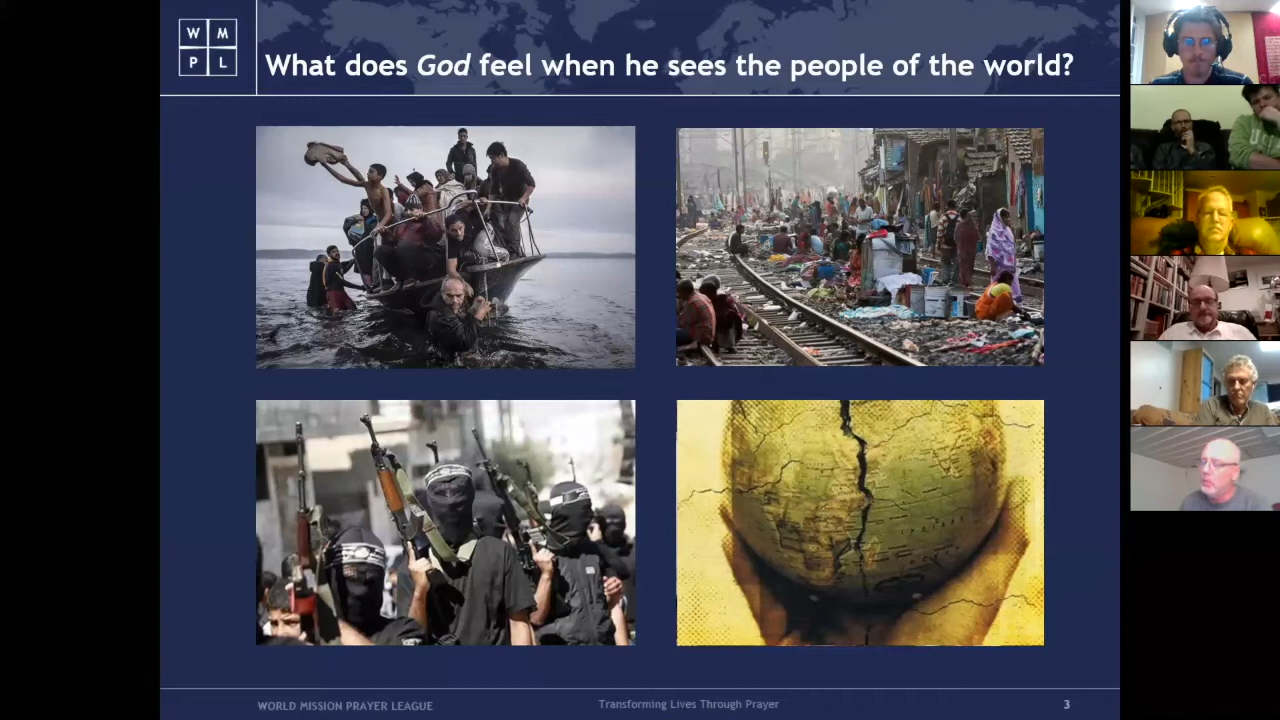 W M
P L
What does God feel when he sees the people of the world?
WORLD MISSION PRAYER LEAGUE
Transforming Lives Through Prayer
3